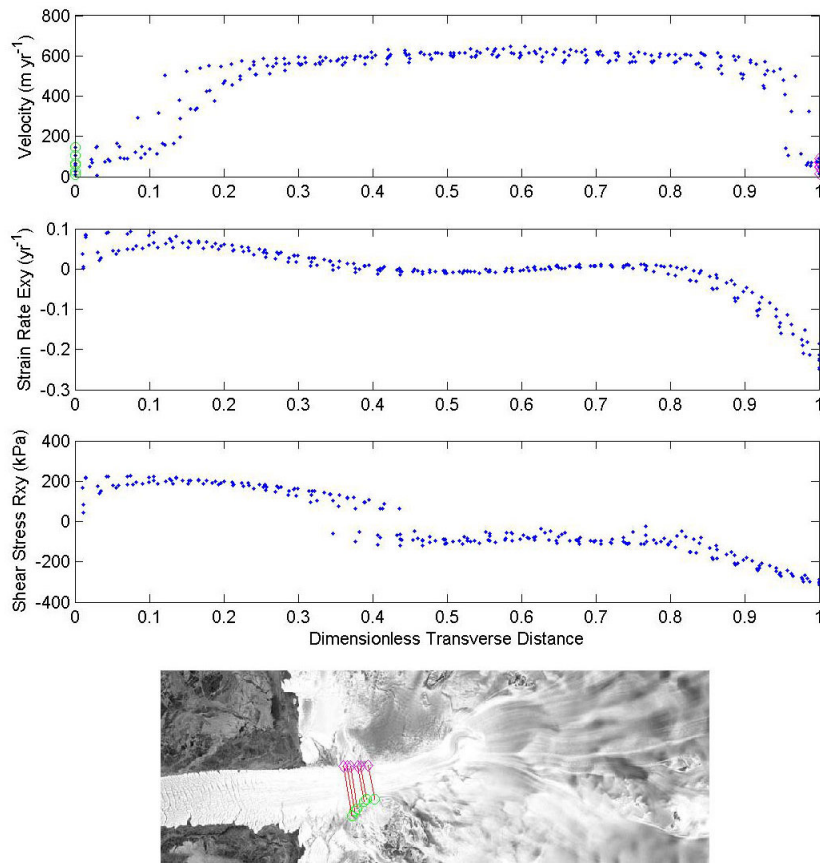 800
600
400
200
0
Velocity (m yr-1)
0 0.1 0.2 0.3 0.4 0.5 0.6 0.7 0.8 0.9 1
0.1
0
-0.1
-0.2
-0.3
Strain Rate Exy (yr-1)
0 0.1 0.2 0.3 0.4 0.5 0.6 0.7 0.8 0.9 1
400
200
0
-200
-400
Shear Stress Rxy (kPa)
0 0.1 0.2 0.3 0.4 0.5 0.6 0.7 0.8 0.9 1
Dimensionless Transverse Distance